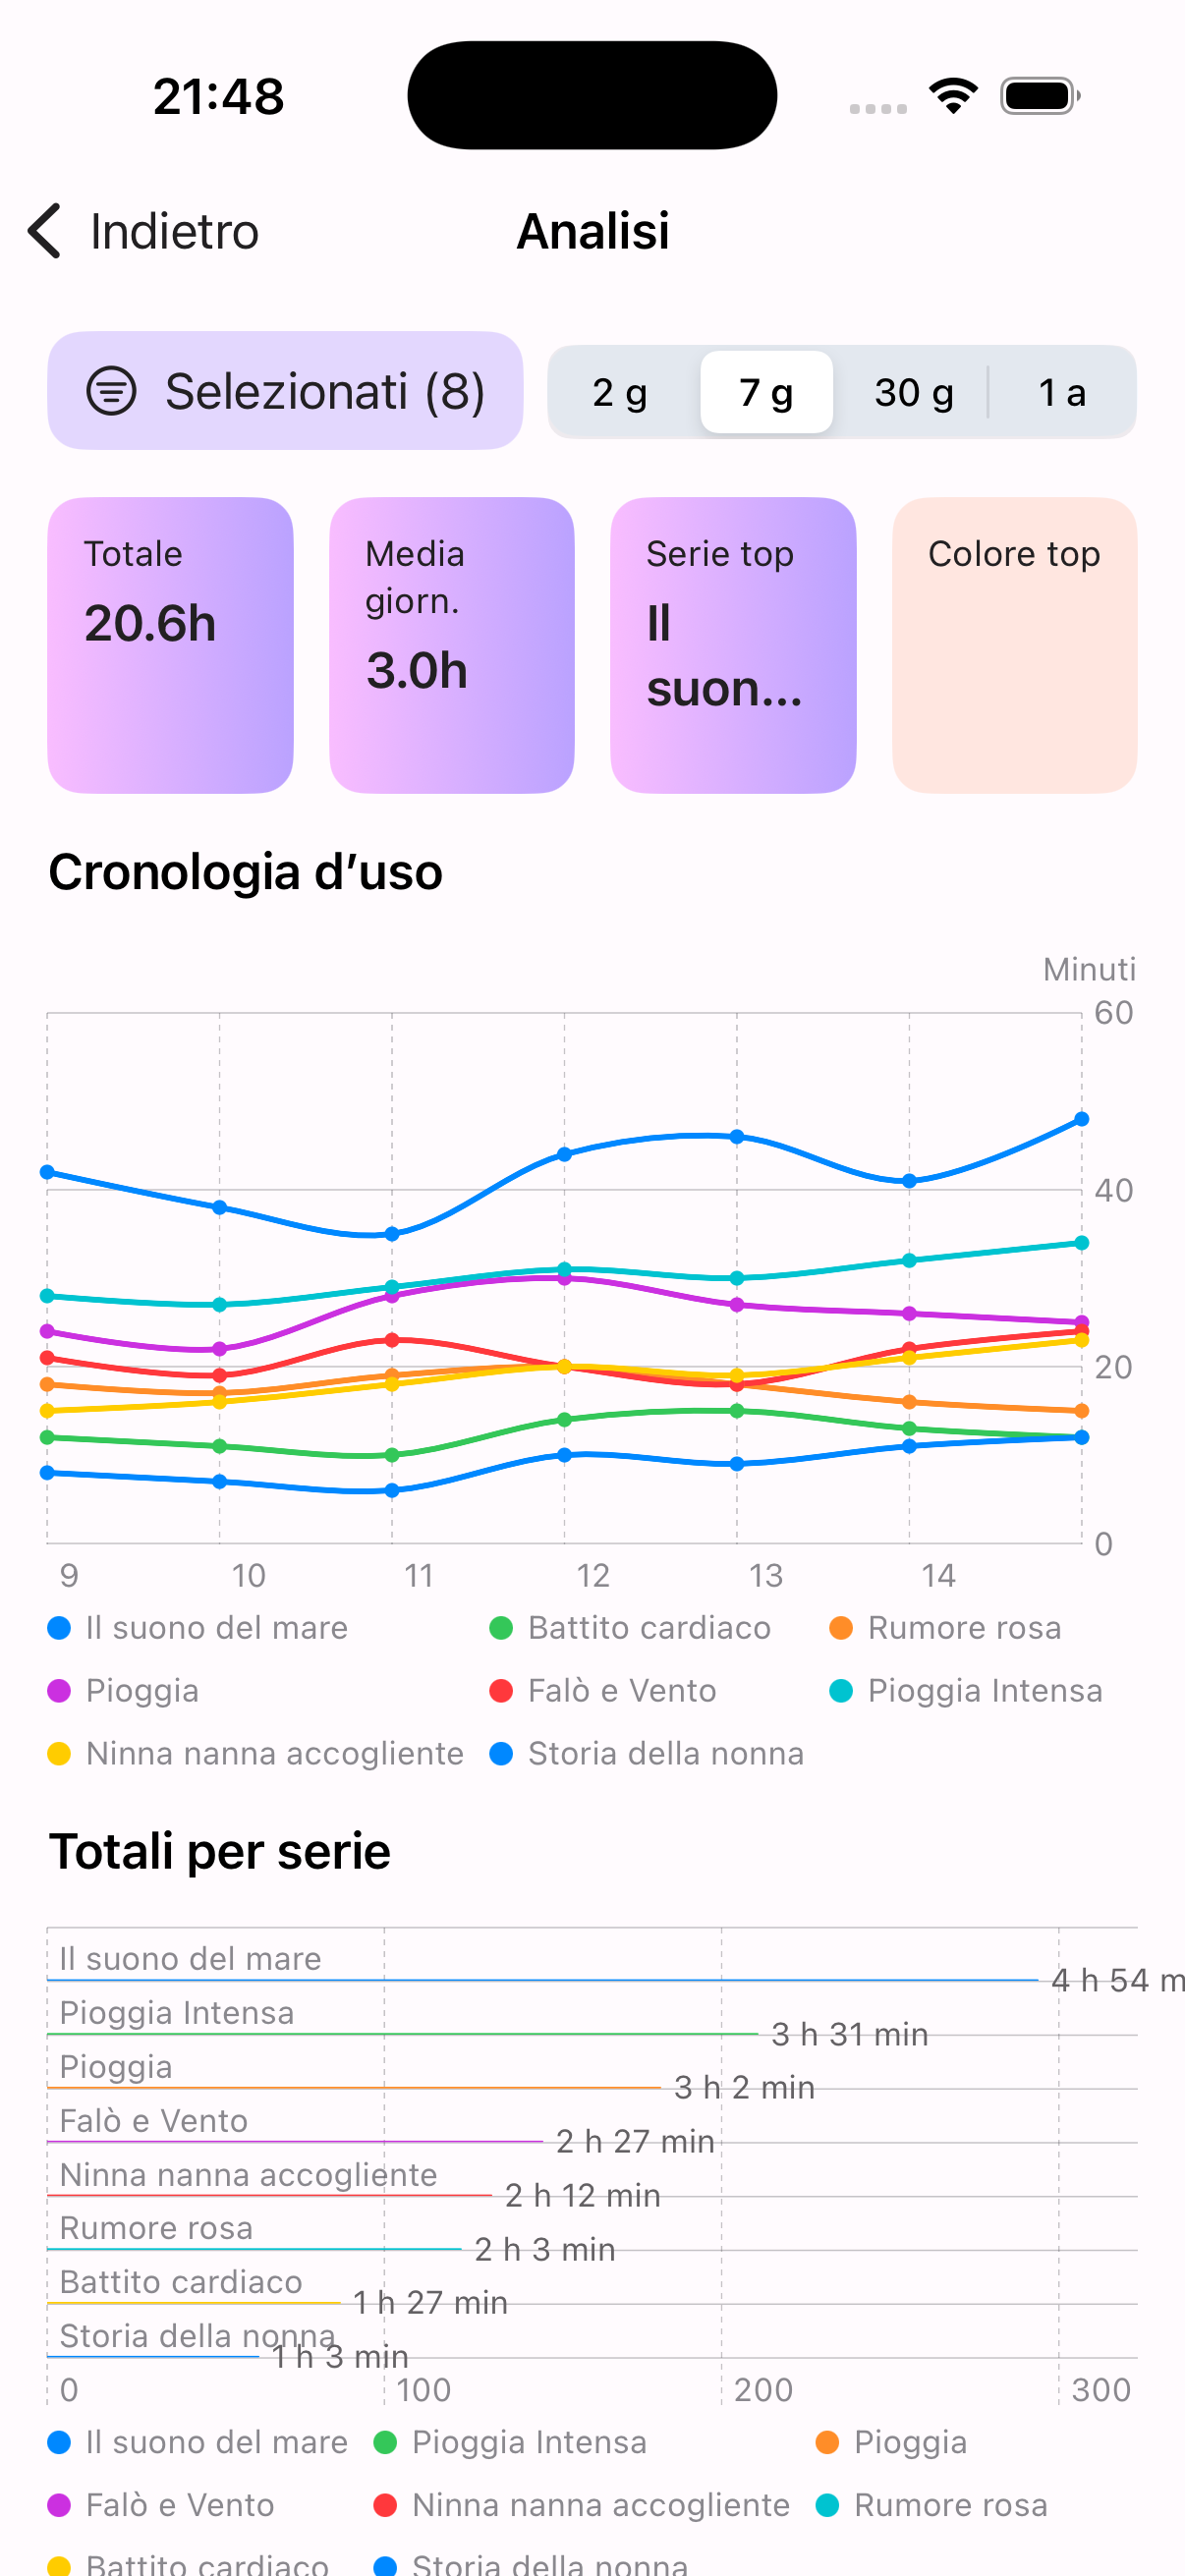 21:48
Indietro
Analisi
Selezionati (8)
2 g
7 g
30 g
1 a
Totale
20.6h
Media
giorn.
3.0h
Serie top
Il
suon...
Colore top
Cronologia d’uso
Minuti
60
40
20
0
9 10 11 12 13 14
Il suono del mare
Battito cardiaco
Rumore rosa
Pioggia
Falò e Vento
Pioggia Intensa
Ninna nanna accogliente
Storia della nonna
Totali per serie
Il suono del mare
4 h 54 m
Pioggia Intensa
3 h 31 min
Pioggia
3 h 2 min
Falò e Vento
2 h 27 min
Ninna nanna accogliente
2 h 12 min
Rumore rosa
2 h 3 min
Battito cardiaco
1 h 27 min
Storia della nonna
1 h 3 min
0 100 200 300
Il suono del mare
Pioggia Intensa
Pioggia
Falò e Vento
Ninna nanna accogliente
Rumore rosa
Battito cardiaco
Storia della nonna